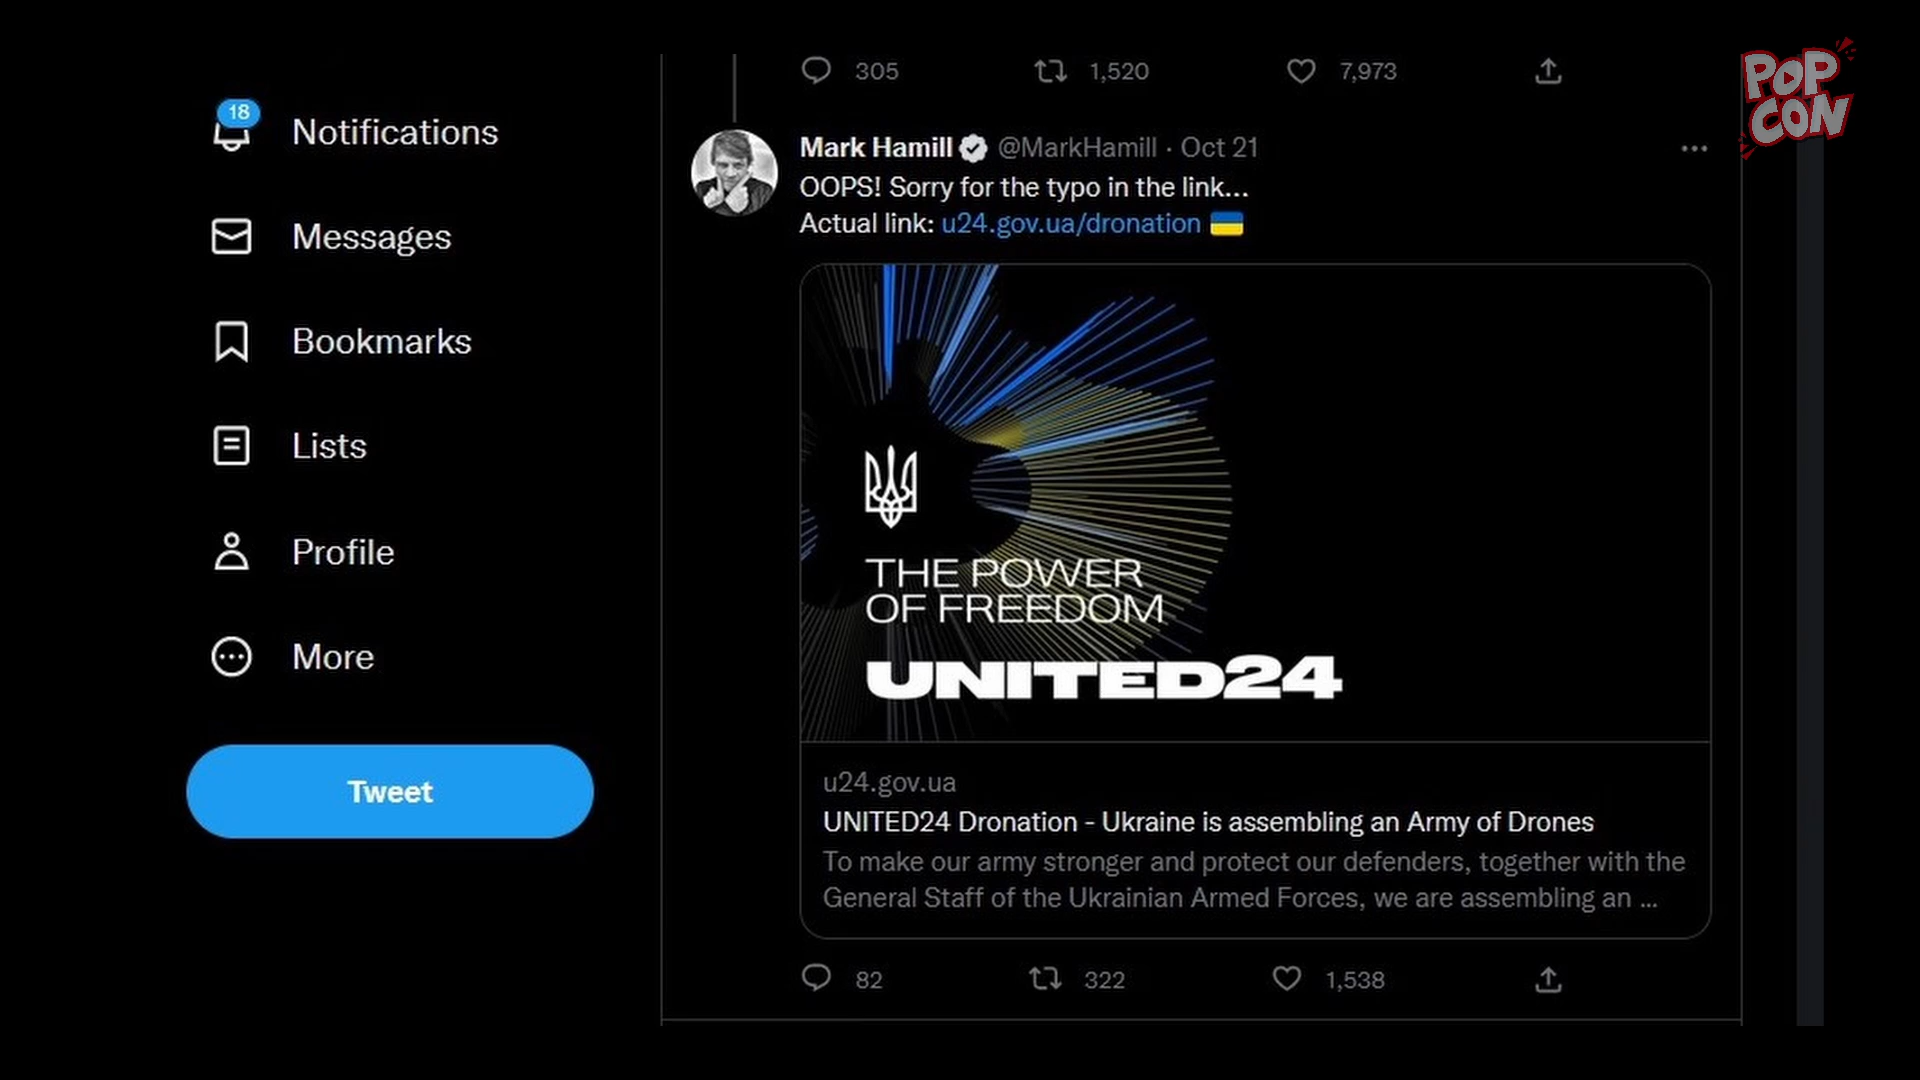 305 1,520 7,973
POP
CON
18
Notifications
Messages
Bookmarks
Lists
Profile
More
Tweet
Mark Hamill @MarkHamill · Oct 21
OOPS! Sorry for the typo in the link...
Actual link: u24.gov.ua/dronation
THE POWER
OF FREEDOM
UNITED24
u24.gov.ua
UNITED24 Dronation - Ukraine is assembling an Army of Drones
To make our army stronger and protect our defenders, together with the
General Staff of the Ukrainian Armed Forces, we are assembling an ...
82 322 1,538